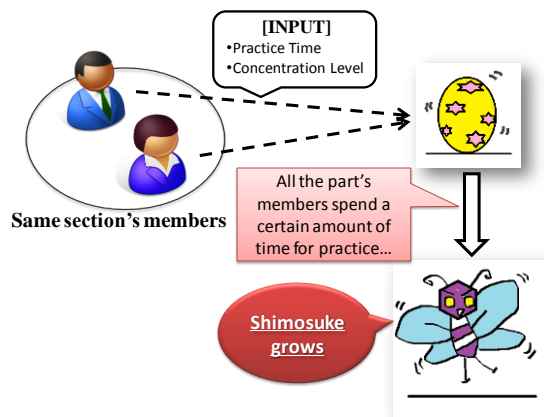 [INPUT]
•Practice Time
•Concentration Level
Same section's members
All the part's
members spend a
certain amount of
time for practice…
Shimosuke
grows